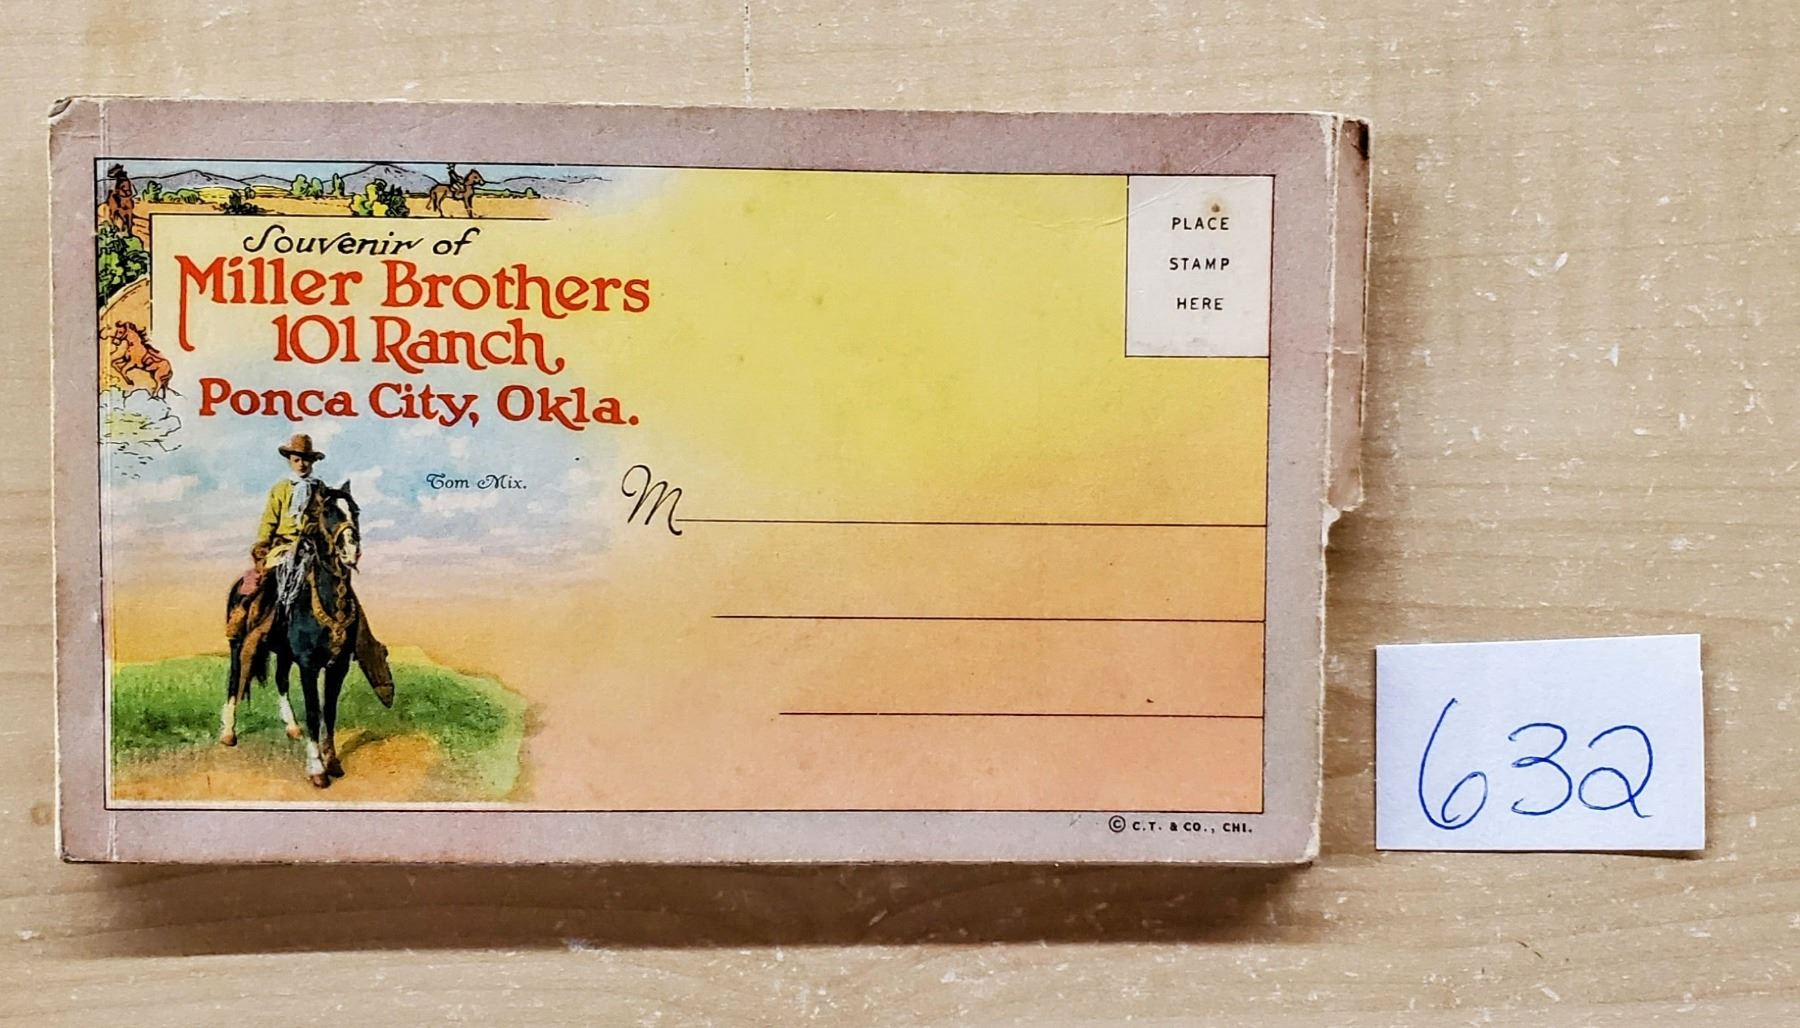 Souvenir of
Miller Brothers
101 Ranch,
Ponca City, Okla.
Tom Mix.
PLACE
STAMP
HERE
M
© C.T. & CO., CHI.
632